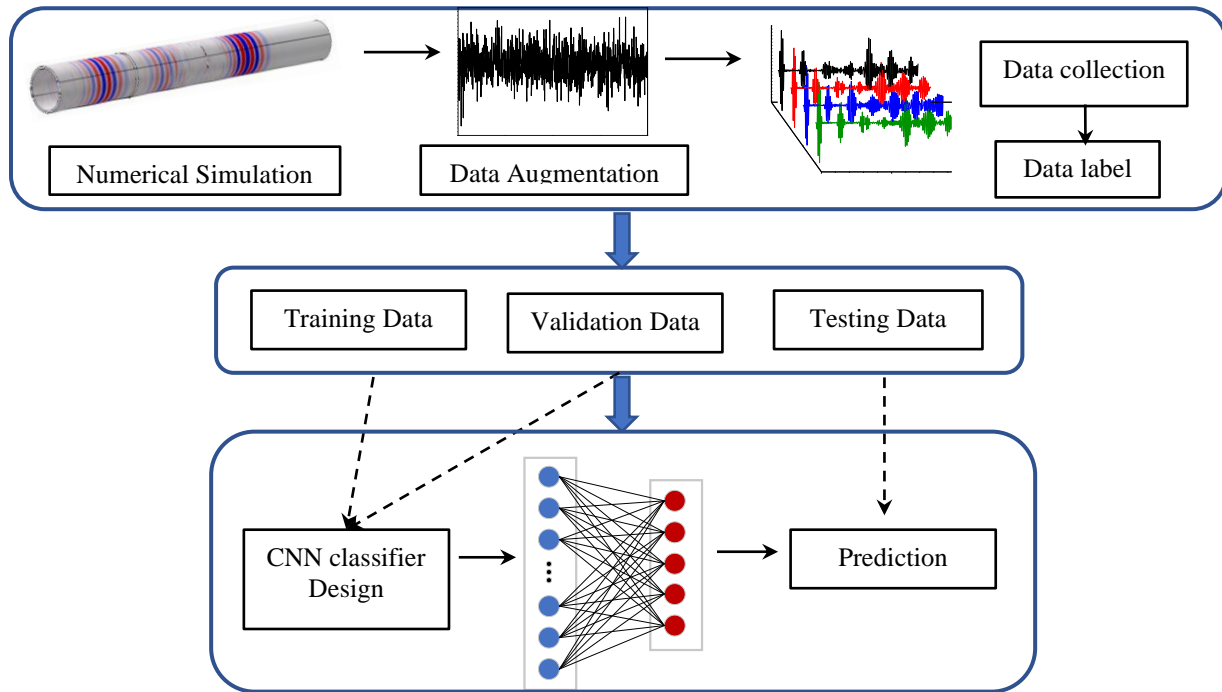 Numerical Simulation
Data Augmentation
Data collection
Data label
Training Data
Validation Data
Testing Data
CNN classifier
Design
Prediction